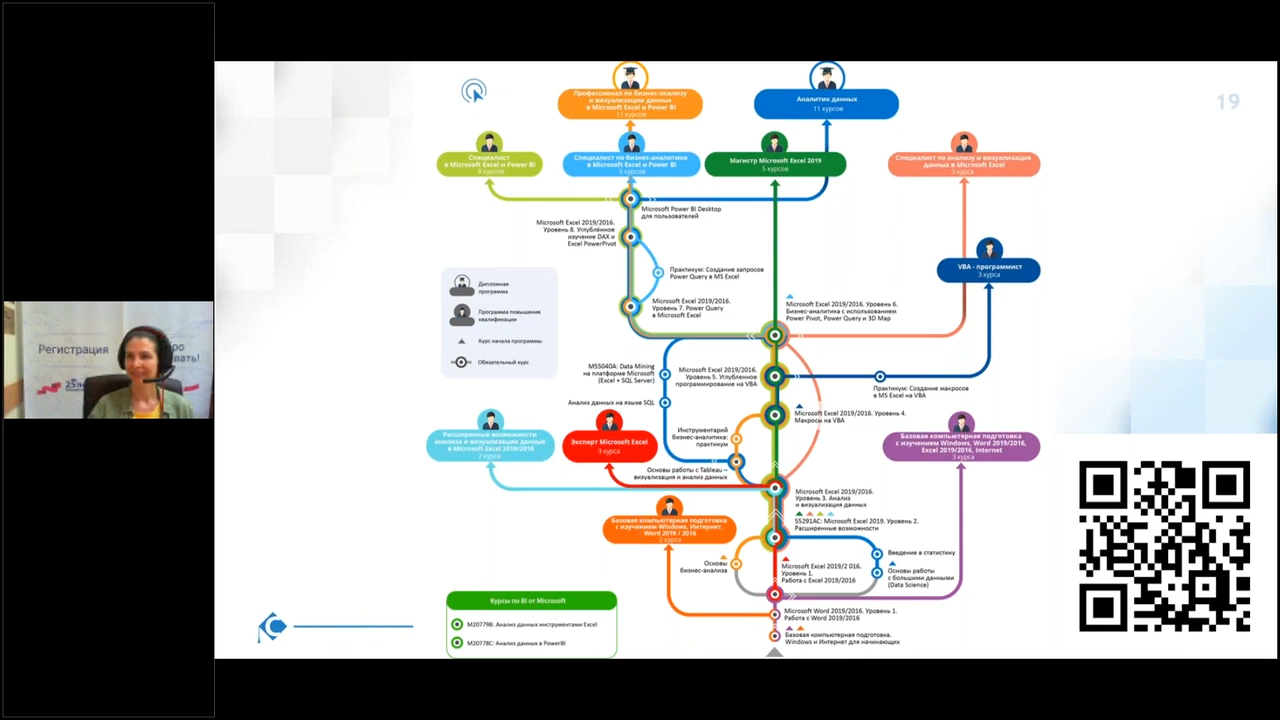 19
Профессионал по бизнес-анализу
и визуализации данных
в Microsoft Excel и Power BI
11 курсов
Аналитик данных
11 курсов
Специалист
в Microsoft Excel и Power BI
8 курсов
Специалист по бизнес-аналитике
в Microsoft Excel и Power BI
5 курсов
Магистр Microsoft Excel 2019
5 курсов
Специалист по анализу и визуализации
данных в Microsoft Excel
3 курса
Microsoft Power BI Desktop
для пользователей
Microsoft Excel 2019/2016.
Уровень 8. Углублённое
изучение DAX и
Excel PowerPivot
Практикум: Создание запросов
Power Query в MS Excel
VBA - программист
3 курса
Дипломная
программа
Программа повышения
квалификации
Курс начала программы
Обязательный курс
Microsoft Excel 2019/2016.
Уровень 7. Power Query
в Microsoft Excel
Microsoft Excel 2019/2016. Уровень 6.
Бизнес-аналитика с использованием
Power Pivot, Power Query и 3D Map
MS5040A: Data Mining
на платформе Microsoft
(Excel + SQL Server)
Microsoft Excel 2019/2016.
Уровень 5. Углубленное
программирование на VBA
Практикум: Создание макросов
в MS Excel на VBA
Анализ данных на языке SQL
Microsoft Excel 2019/2016. Уровень 4.
Макросы на VBA
Регистрация
Расширенные возможности
анализа и визуализации данных
в Microsoft Excel 2019/2016
2 курса
Эксперт Microsoft Excel
3 курса
Инструментарий
бизнес-аналитика:
практикум
Базовая компьютерная подготовка
с изучением Windows, Word 2019/2016,
Excel 2019/2016, Internet
3 курса
Основы работы с Tableau –
визуализация и анализ данных
Microsoft Excel 2019/2016.
Уровень 3. Анализ
и визуализация данных
55291AC: Microsoft Excel 2019. Уровень 2.
Расширенные возможности
Базовая компьютерная подготовка
с изучением Windows, Интернет,
Word 2019 / 2016
2 курса
Введение в статистику
Основы
бизнес-анализа
Microsoft Excel 2019/2 016.
Уровень 1.
Работа с Excel 2019/2016
Основы работы
с большими данными
(Data Science)
Microsoft Word 2019/2016. Уровень 1.
Работа с Word 2019/2016
Базовая компьютерная подготовка.
Windows и Интернет для начинающих
Курсы по BI от Microsoft
M20779B: Анализ данных инструментами Excel
M20778C: Анализ данных в PowerBI